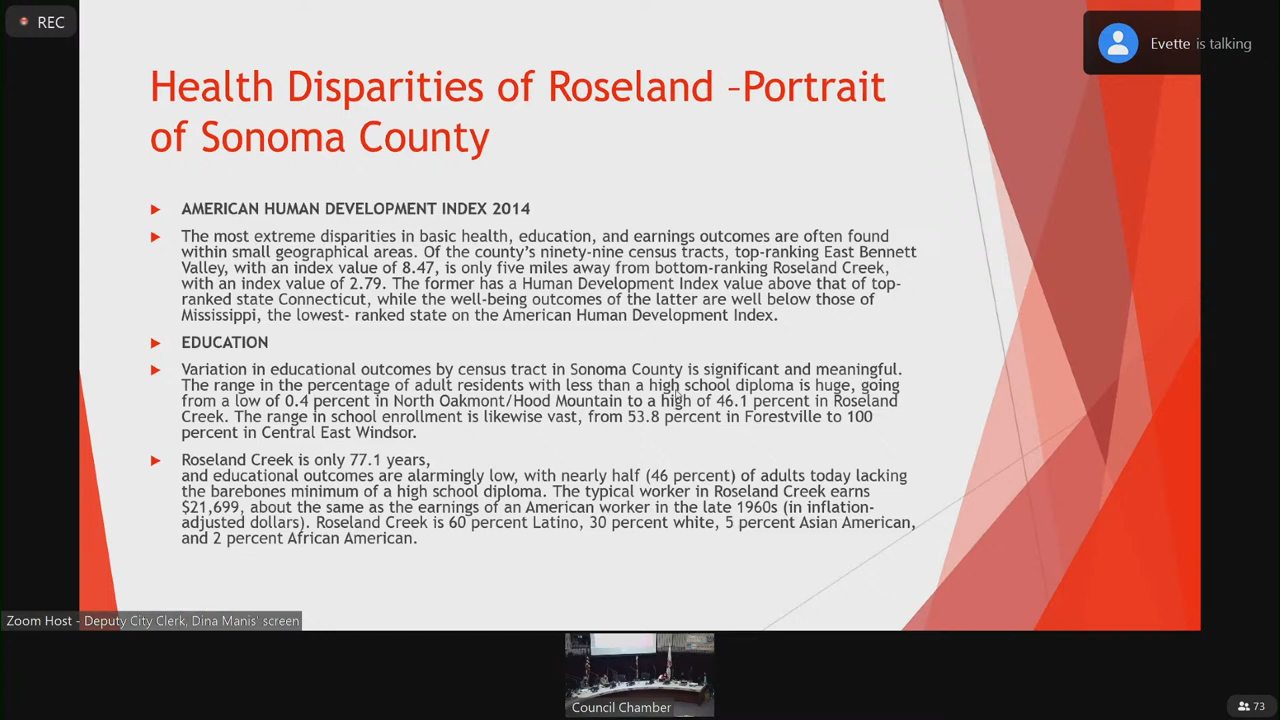 REC
Evette is talking
Health Disparities of Roseland –Portrait
of Sonoma County
AMERICAN HUMAN DEVELOPMENT INDEX 2014
The most extreme disparities in basic health, education, and earnings outcomes are often found
within small geographical areas. Of the county's ninety-nine census tracts, top-ranking East Bennett
Valley, with an index value of 8.47, is only five miles away from bottom-ranking Roseland Creek,
with an index value of 2.79. The former has a Human Development Index value above that of top-
ranked state Connecticut, while the well-being outcomes of the latter are well below those of
Mississippi, the lowest- ranked state on the American Human Development Index.
EDUCATION
Variation in educational outcomes by census tract in Sonoma County is significant and meaningful.
The range in the percentage of adult residents with less than a high school diploma is huge, going
from a low of 0.4 percent in North Oakmont/Hood Mountain to a high of 46.1 percent in Roseland
Creek. The range in school enrollment is likewise vast, from 53.8 percent in Forestville to 100
percent in Central East Windsor.
Roseland Creek is only 77.1 years,
and educational outcomes are alarmingly low, with nearly half (46 percent) of adults today lacking
the barebones minimum of a high school diploma. The typical worker in Roseland Creek earns
$21,699, about the same as the earnings of an American worker in the late 1960s (in inflation-
adjusted dollars). Roseland Creek is 60 percent Latino, 30 percent white, 5 percent Asian American,
and 2 percent African American.
Zoom Host - Deputy City Clerk, Dina Manis' screen
Council Chamber
73